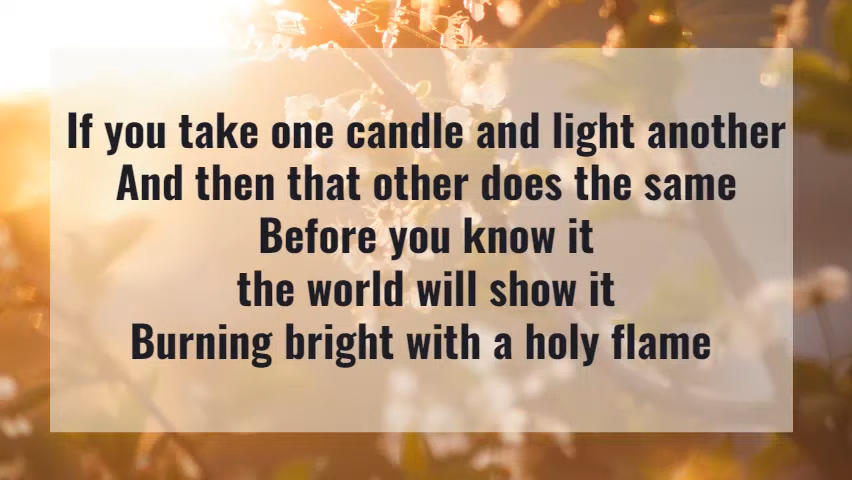 If you take one candle and light another
And then that other does the same
Before you know it
the world will show it
Burning bright with a holy flame